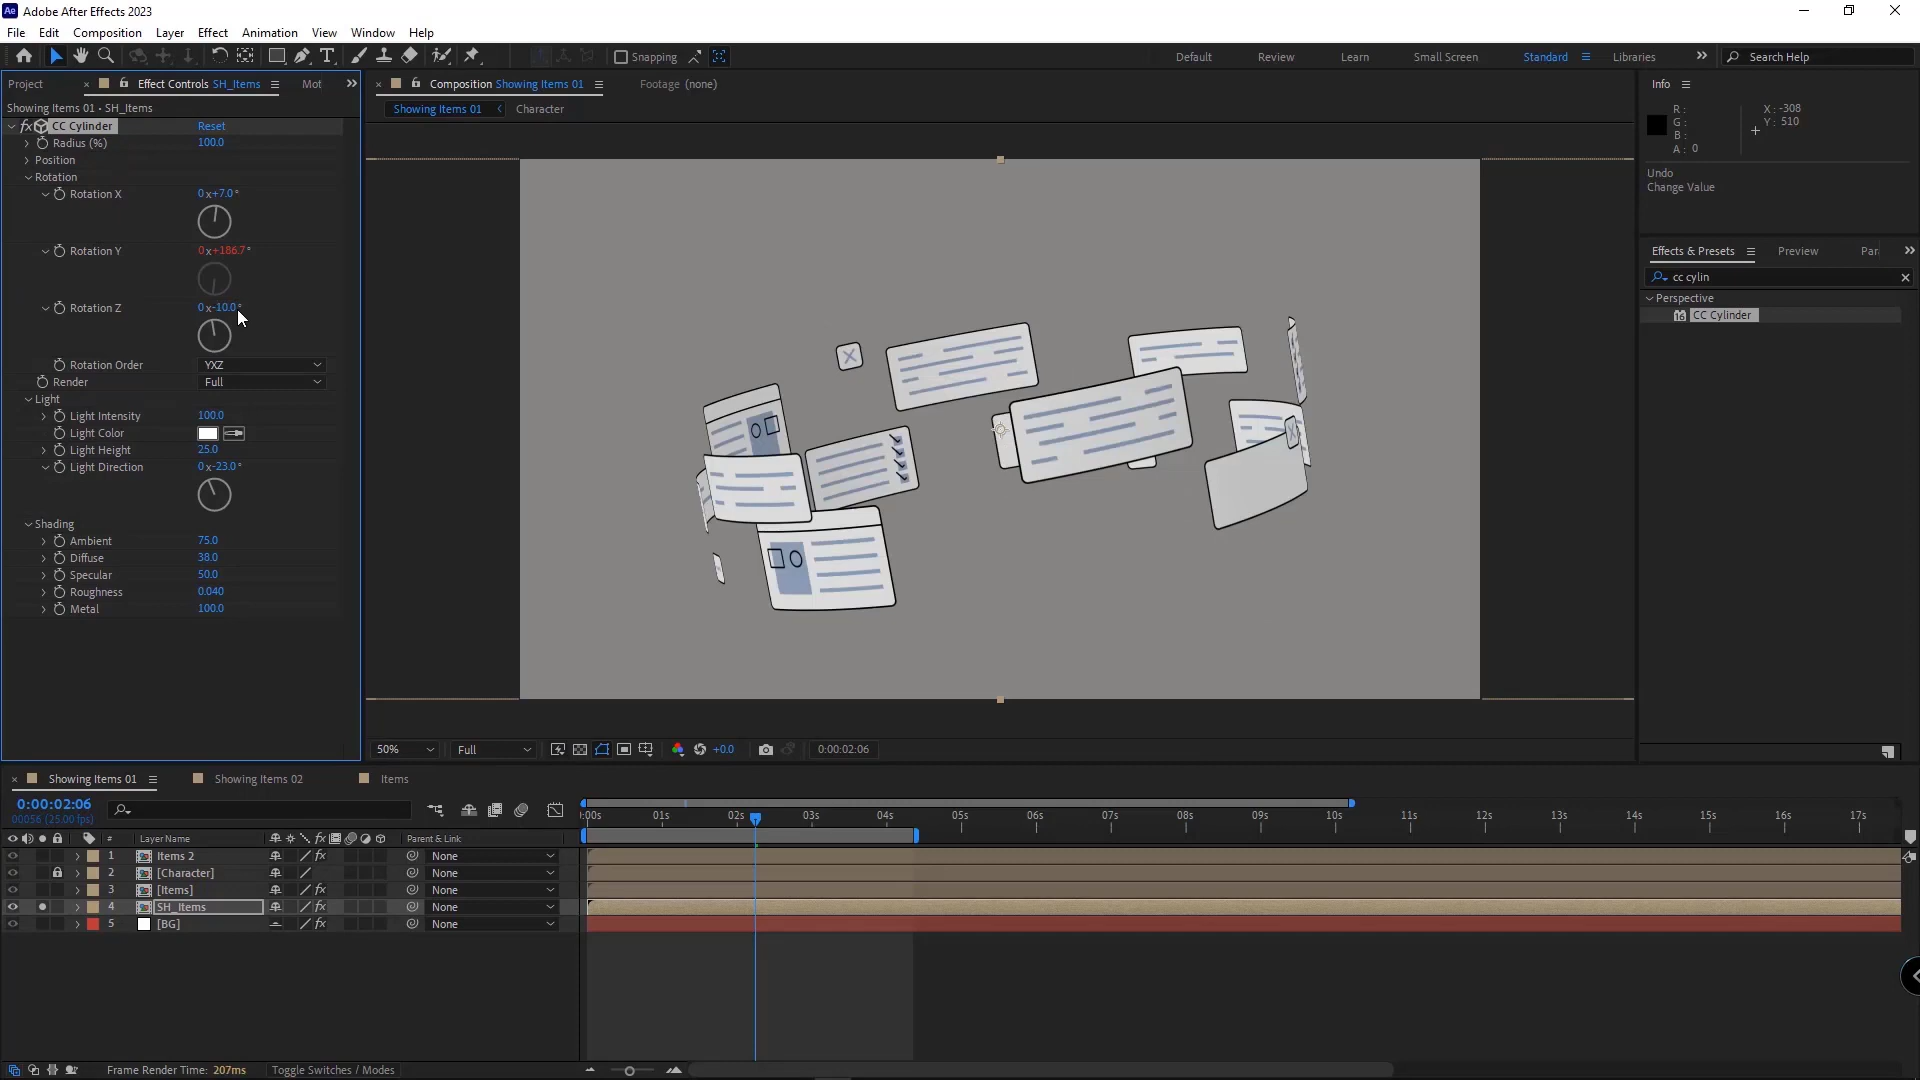 Ae Adobe After Effects 2023
File Edit Composition Layer Effect Animation View Window Help
Snapping Default Review Learn Small Screen Standard Libraries Search Help
Project Effect Controls SH_Items Mot
Composition Showing Items 01 Footage (none)
Info
Showing Items 01 • SH_Items
Showing Items 01 Character
fx CC Cylinder Reset
Radius (%) 100.0
Position
Rotation
Rotation X 0x+7.0°
Rotation Y 0x+186.7°
Rotation Z 0x-10.0°
Rotation Order YXZ
Render Full
Light
Light Intensity 100.0
Light Color
Light Height 25.0
Light Direction 0x-23.0°
Shading
Ambient 75.0
Diffuse 38.0
Specular 50.0
Roughness 0.040
Metal 100.0
R :
G :
B :
A : 0
X : -308
Y : 510
Undo
Change Value
Effects & Presets Preview Par
cc cylin
Perspective
CC Cylinder
50% Full +0.0 0:00:02:06
Showing Items 01 Showing Items 02 Items
0:00:02:06
00056 (25.00 fps)
:00s 01s 02s 03s 04s 05s 06s 07s 08s 09s 10s 11s 12s 13s 14s 15s 16s 17s
# Layer Name fx Parent & Link
1 Items 2 fx None
2 [Character] None
3 [Items] fx None
4 SH_Items fx None
5 [BG] fx None
Frame Render Time: 207ms Toggle Switches / Modes